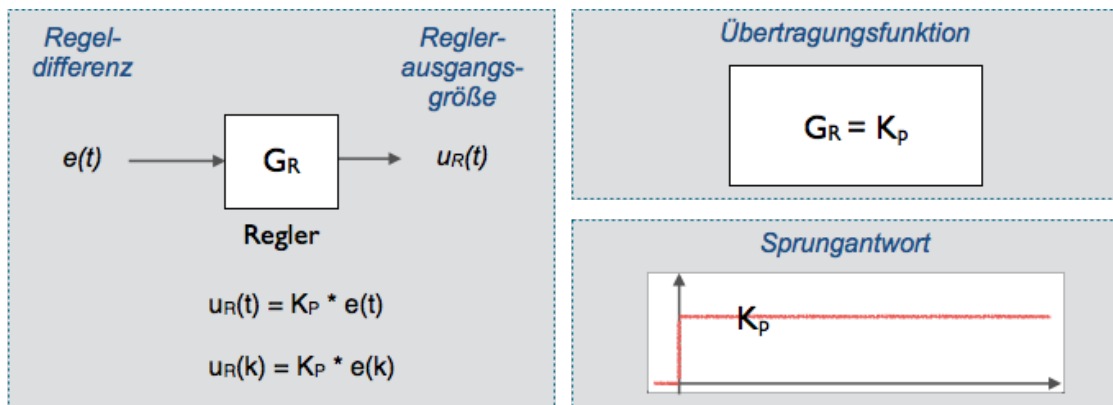 Regel-
differenz
Regler-
ausgangs-
größe
e(t)
GR
uR(t)
Regler
uR(t) = KP * e(t)
uR(k) = KP * e(k)
Übertragungsfunktion
GR = Kp
Sprungantwort
Kp